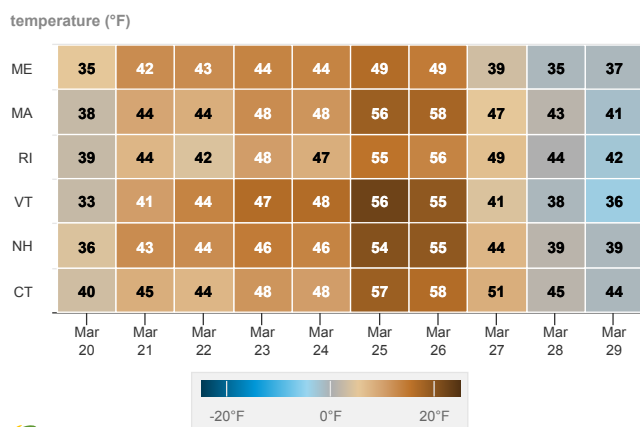 temperature (°F)
ME 35 42 43 44 44 49 49 39 35 37
MA 38 44 44 48 48 56 58 47 43 41
RI 39 44 42 48 47 55 56 49 44 42
VT 33 41 44 47 48 56 55 41 38 36
NH 36 43 44 46 46 54 55 44 39 39
CT 40 45 44 48 48 57 58 51 45 44
Mar Mar Mar Mar Mar Mar Mar Mar Mar Mar
20 21 22 23 24 25 26 27 28 29
-20°F 0°F 20°F